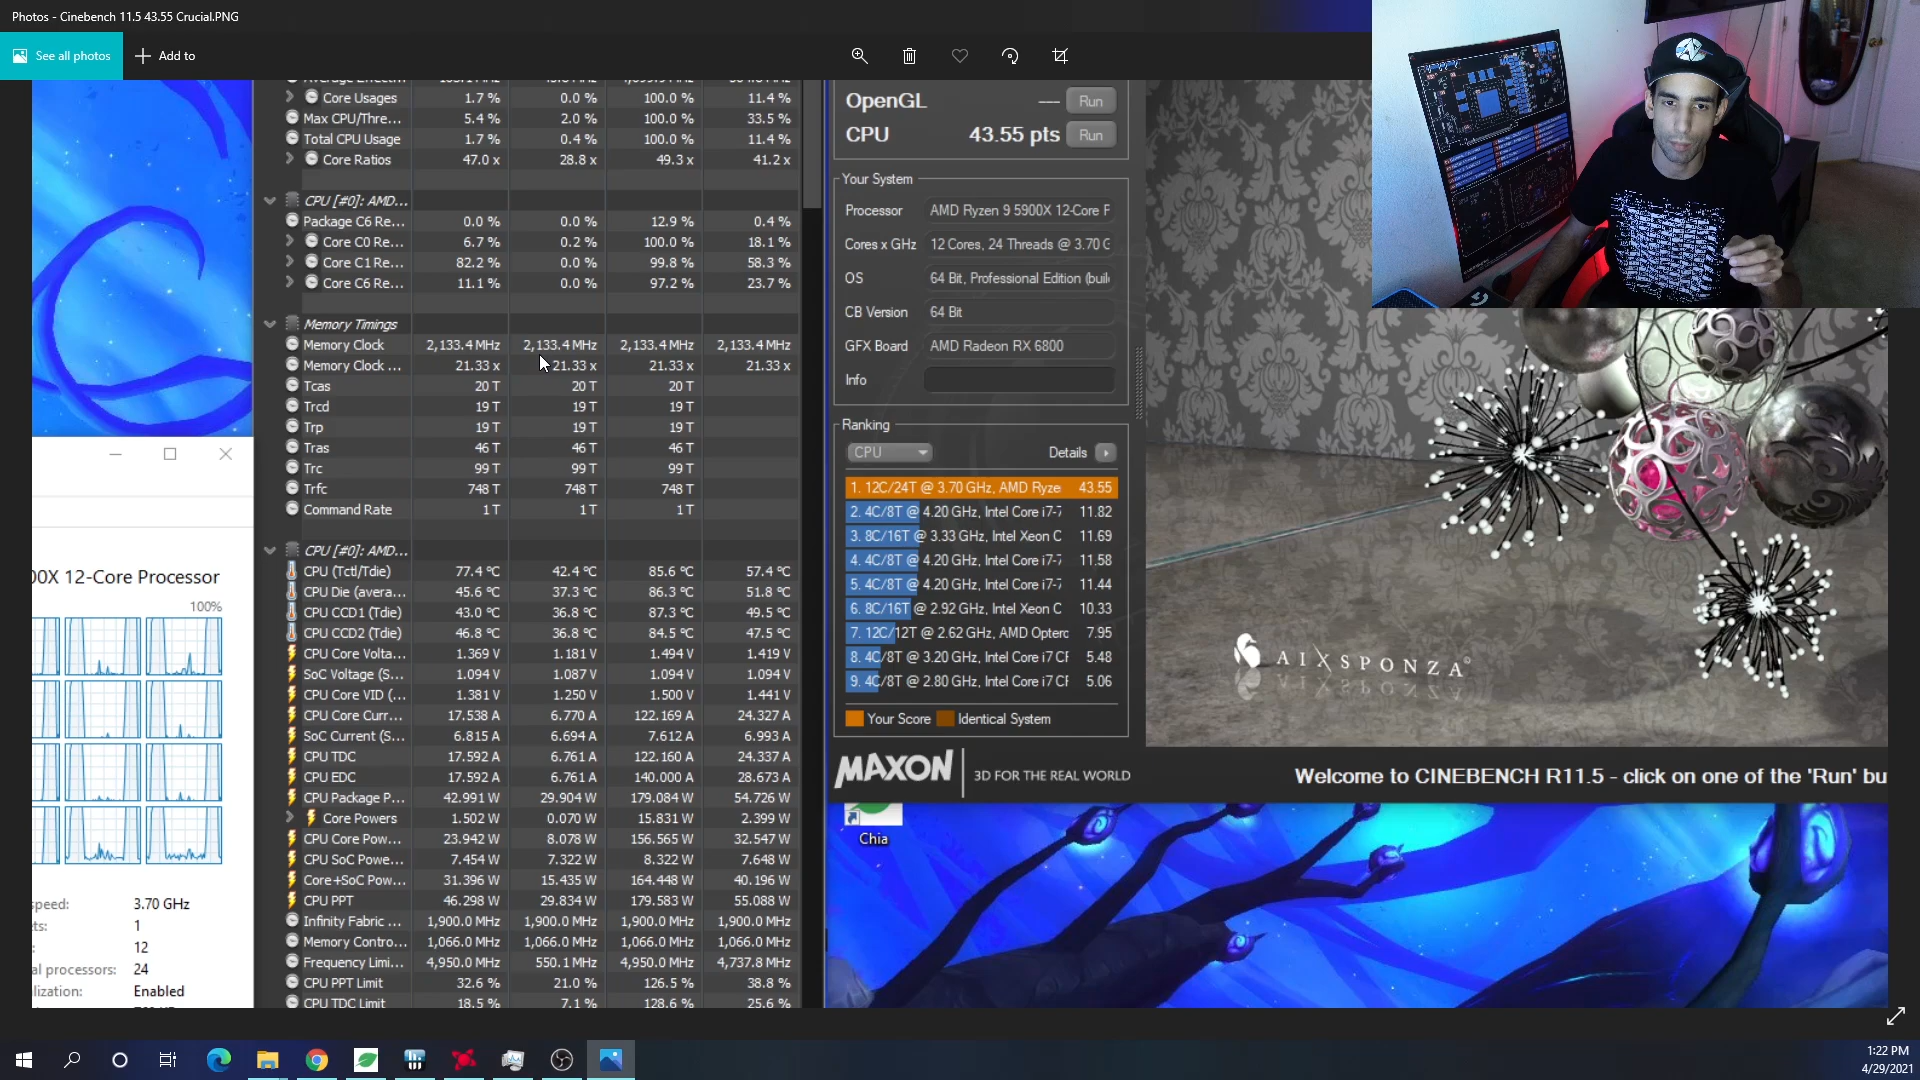 Photos - Cinebench 11.5 43.55 Crucial.PNG
See all photos
Add to
Core Usages 1.7 % 0.0 % 100.0 % 11.4 %
Max CPU/Thre... 5.4 % 2.0 % 100.0 % 33.5 %
Total CPU Usage 1.7 % 0.4 % 100.0 % 11.4 %
Core Ratios 47.0 x 28.8 x 49.3 x 41.2 x
CPU [#0]: AMD...
Package C6 Re... 0.0 % 0.0 % 12.9 % 0.4 %
Core C0 Re... 6.7 % 0.2 % 100.0 % 18.1 %
Core C1 Re... 82.2 % 0.0 % 99.8 % 58.3 %
Core C6 Re... 11.1 % 0.0 % 97.2 % 23.7 %
Memory Timings
Memory Clock 2,133.4 MHz 2,133.4 MHz 2,133.4 MHz 2,133.4 MHz
Memory Clock ... 21.33 x 21.33 x 21.33 x 21.33 x
Tcas 20 T 20 T 20 T
Trcd 19 T 19 T 19 T
Trp 19 T 19 T 19 T
Tras 46 T 46 T 46 T
Trc 99 T 99 T 99 T
Trfc 748 T 748 T 748 T
Command Rate 1 T 1 T 1 T
CPU [#0]: AMD...
CPU (Tctl/Tdie) 77.4 °C 42.4 °C 85.6 °C 57.4 °C
CPU Die (avera... 45.6 °C 37.3 °C 86.3 °C 51.8 °C
CPU CCD1 (Tdie) 43.0 °C 36.8 °C 87.3 °C 49.5 °C
CPU CCD2 (Tdie) 46.8 °C 36.8 °C 84.5 °C 47.5 °C
CPU Core Volta... 1.369 V 1.181 V 1.494 V 1.419 V
SoC Voltage (S... 1.094 V 1.087 V 1.094 V 1.094 V
CPU Core VID (... 1.381 V 1.250 V 1.500 V 1.441 V
CPU Core Curr... 17.538 A 6.770 A 122.169 A 24.327 A
SoC Current (S... 6.815 A 6.694 A 7.612 A 6.993 A
CPU TDC 17.592 A 6.761 A 122.160 A 24.337 A
CPU EDC 17.592 A 6.761 A 140.000 A 28.673 A
CPU Package P... 42.991 W 29.904 W 179.084 W 54.726 W
Core Powers 1.502 W 0.070 W 15.831 W 2.399 W
CPU Core Pow... 23.942 W 8.078 W 156.565 W 32.547 W
CPU SoC Powe... 7.454 W 7.322 W 8.322 W 7.648 W
Core+SoC Pow... 31.396 W 15.435 W 164.448 W 40.196 W
CPU PPT 46.298 W 29.834 W 179.583 W 55.088 W
Infinity Fabric ... 1,900.0 MHz 1,900.0 MHz 1,900.0 MHz 1,900.0 MHz
Memory Contro... 1,066.0 MHz 1,066.0 MHz 1,066.0 MHz 1,066.0 MHz
Frequency Limi... 4,950.0 MHz 550.1 MHz 4,950.0 MHz 4,737.8 MHz
CPU PPT Limit 32.6 % 21.0 % 126.5 % 38.8 %
CPU TDC Limit 18.5 % 7.1 % 128.6 % 25.6 %
00X 12-Core Processor
100%
speed: 3.70 GHz
ts: 1
: 12
al processors: 24
lization: Enabled
OpenGL --- Run
CPU 43.55 pts Run
Your System
Processor AMD Ryzen 9 5900X 12-Core P
Cores x GHz 12 Cores, 24 Threads @ 3.70 G
OS 64 Bit, Professional Edition (buil
CB Version 64 Bit
GFX Board AMD Radeon RX 6800
Info
Ranking
CPU Details
1. 12C/24T @ 3.70 GHz, AMD Ryze 43.55
2. 4C/8T @ 4.20 GHz, Intel Core i7-7 11.82
3. 8C/16T @ 3.33 GHz, Intel Xeon C 11.69
4. 4C/8T @ 4.20 GHz, Intel Core i7-7 11.58
5. 4C/8T @ 4.20 GHz, Intel Core i7-7 11.44
6. 8C/16T @ 2.92 GHz, Intel Xeon C 10.33
7. 12C/12T @ 2.62 GHz, AMD Optero 7.95
8. 4C/8T @ 3.20 GHz, Intel Core i7 CF 5.48
9. 4C/8T @ 2.80 GHz, Intel Core i7 CF 5.06
Your Score Identical System
MAXON 3D FOR THE REAL WORLD
AIXSPONZA®
Welcome to CINEBENCH R11.5 - click on one of the 'Run' bu
Chia
1:22 PM
4/29/2021